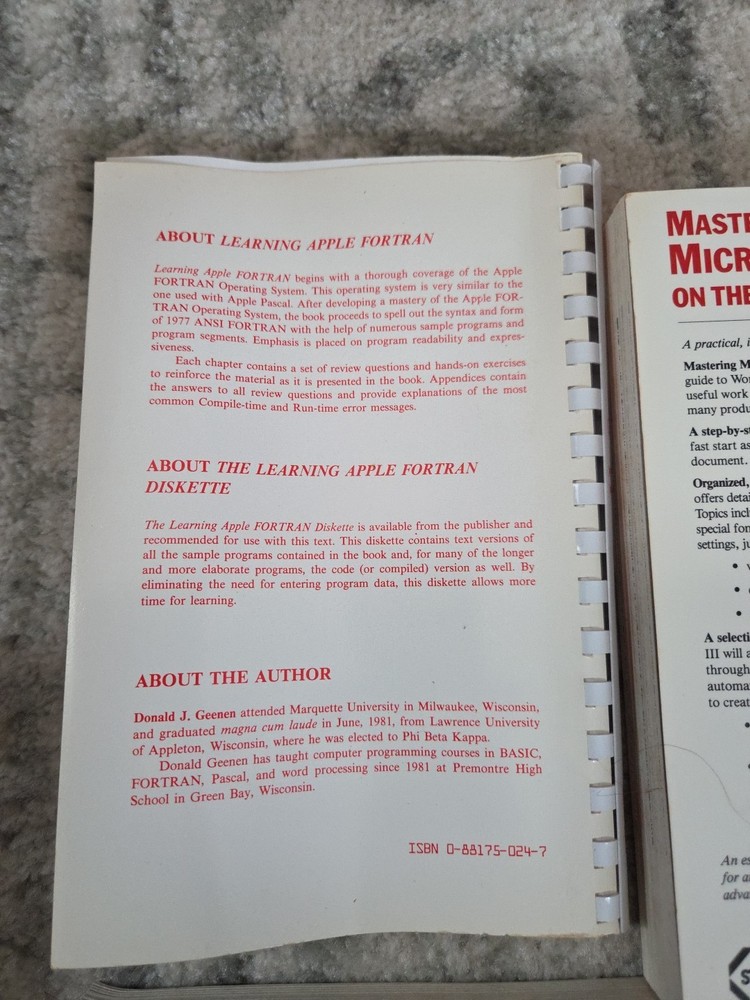 ABOUT LEARNING APPLE FORTRAN
Learning Apple FORTRAN begins with a thorough coverage of the Apple
FORTRAN Operating System. This operating system is very similar to the
one used with Apple Pascal. After developing a mastery of the Apple FOR-
TRAN Operating System, the book proceeds to spell out the syntax and form
of 1977 ANSI FORTRAN with the help of numerous sample programs and
program segments. Emphasis is placed on program readability and expres-
siveness.
Each chapter contains a set of review questions and hands-on exercises
to reinforce the material as it is presented in the book. Appendices contain
the answers to all review questions and provide explanations of the most
common Compile-time and Run-time error messages.
ABOUT THE LEARNING APPLE FORTRAN
DISKETTE
The Learning Apple FORTRAN Diskette is available from the publisher and
recommended for use with this text. This diskette contains text versions of
all the sample programs contained in the book and, for many of the longer
and more elaborate programs, the code (or compiled) version as well. By
eliminating the need for entering program data, this diskette allows more
time for learning.
ABOUT THE AUTHOR
Donald J. Geenen attended Marquette University in Milwaukee, Wisconsin,
and graduated magna cum laude in June, 1981, from Lawrence University
of Appleton, Wisconsin, where he was elected to Phi Beta Kappa.
Donald Geenen has taught computer programming courses in BASIC,
FORTRAN, Pascal, and word processing since 1981 at Premontre High
School in Green Bay, Wisconsin.
ISBN 0-88175-024-7
MASTE
MICR
ON THE
A practical, i
Mastering M
guide to Wo
useful work
many produ
A step-by-st
fast start as
document.
Organized,
offers detai
Topics incl
special for
settings, ju
A selecti
III will a
through
automa
to creat
An es
for a
adva